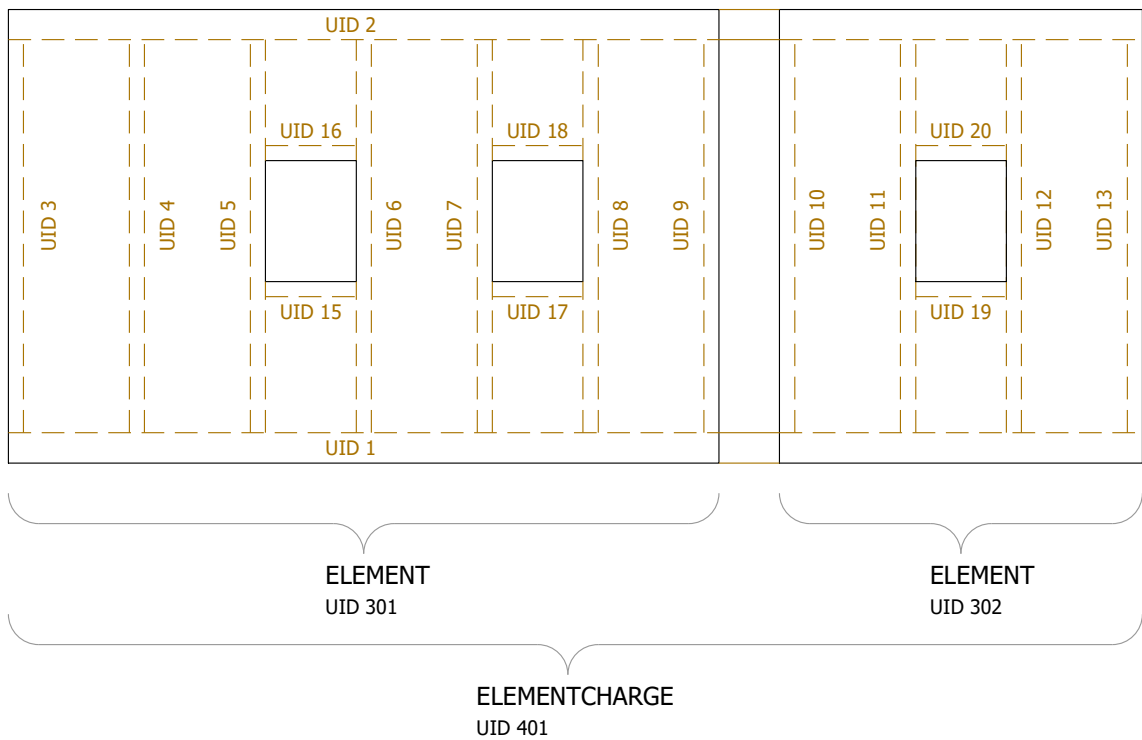 UID 2
UID 16
UID 18
UID 20
UID 3
UID 4
UID 5
UID 6
UID 7
UID 8
UID 9
UID 10
UID 11
UID 12
UID 13
UID 15
UID 17
UID 19
UID 1
ELEMENT
UID 301
ELEMENT
UID 302
ELEMENTCHARGE
UID 401